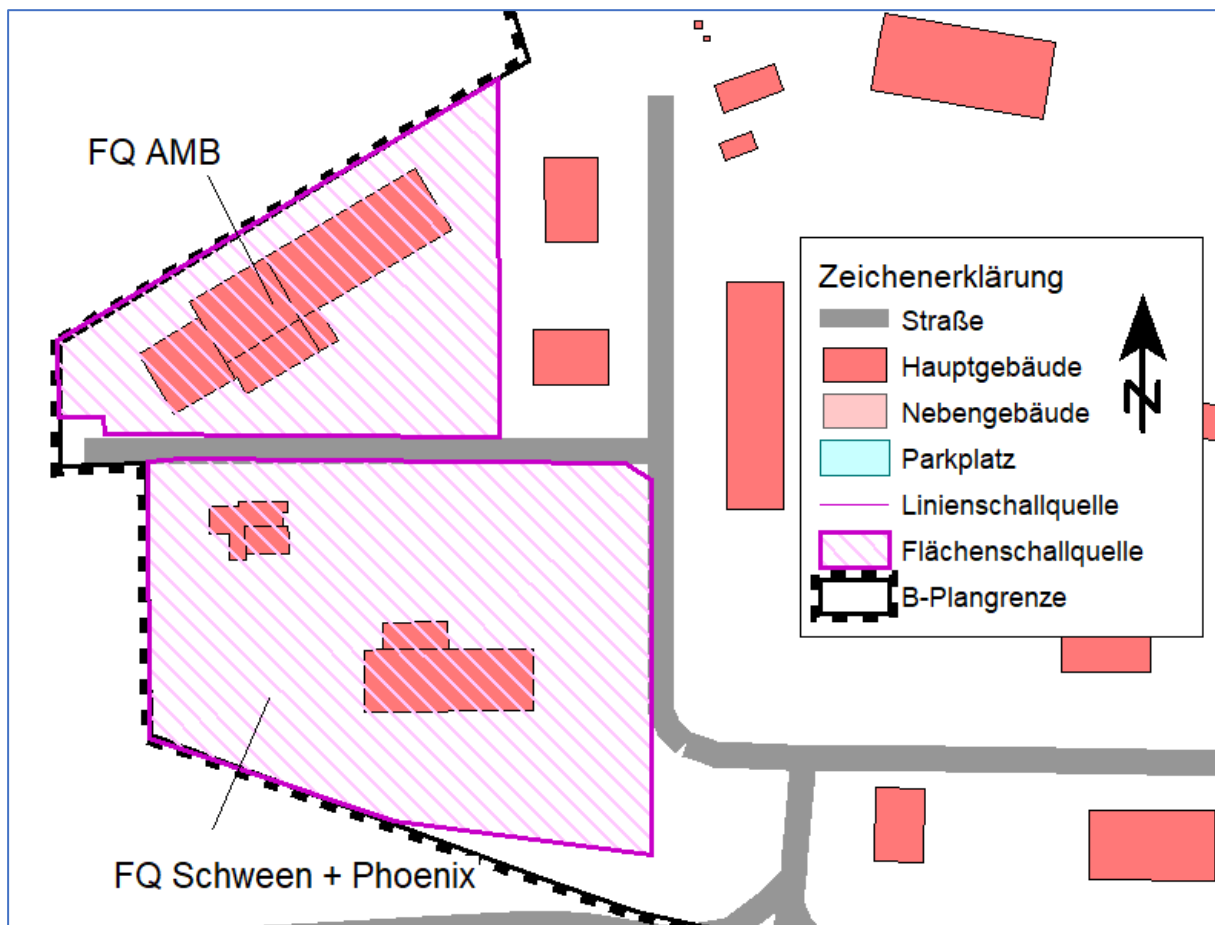 FQ AMB
Zeichenerklärung
Straße
Hauptgebäude
Nebengebäude
Parkplatz
Linienschallquelle
Flächenschallquelle
B-Plangrenze
N
FQ Schween + Phoenix